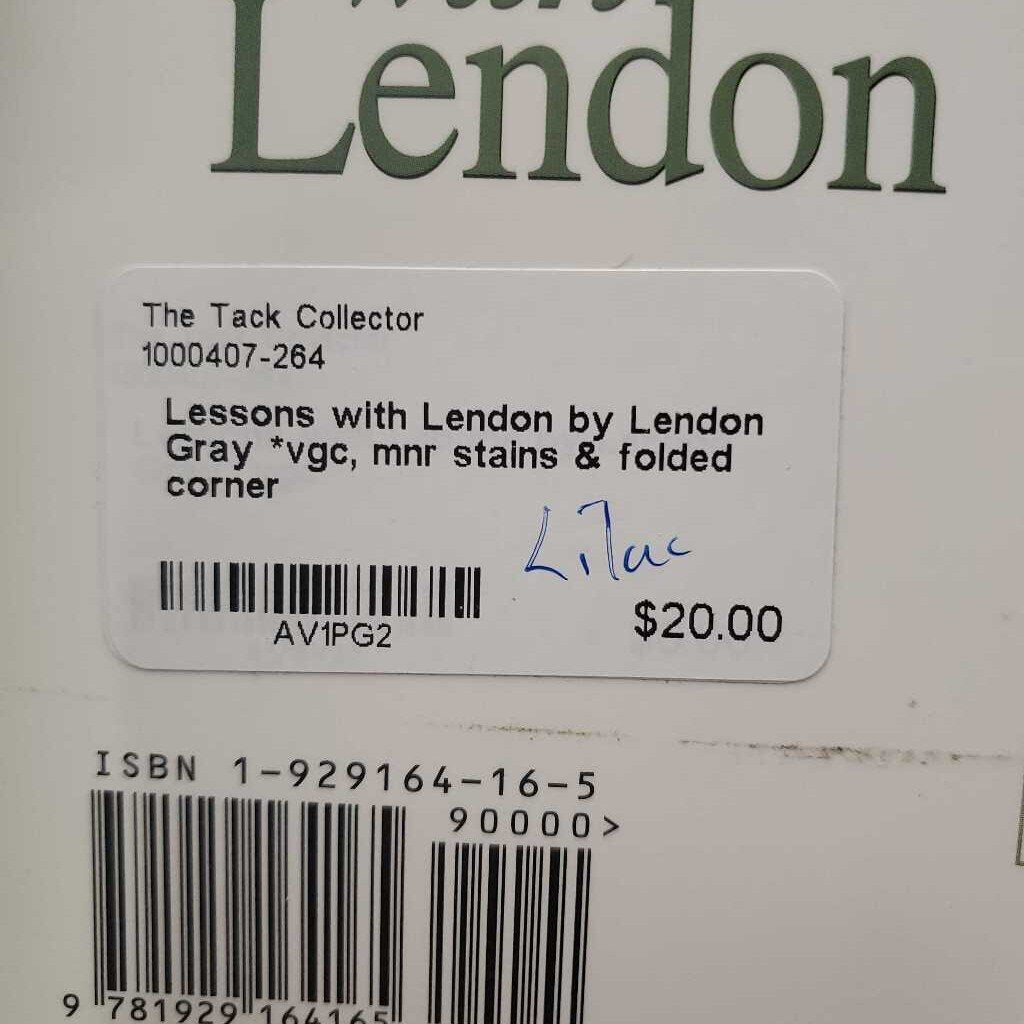 with
Lendon
The Tack Collector
1000407-264
Lessons with Lendon by Lendon
Gray *vgc, mnr stains & folded
corner
Lilac
AV1PG2
$20.00
ISBN 1-929164-16-5
90000>
9 781929 164165